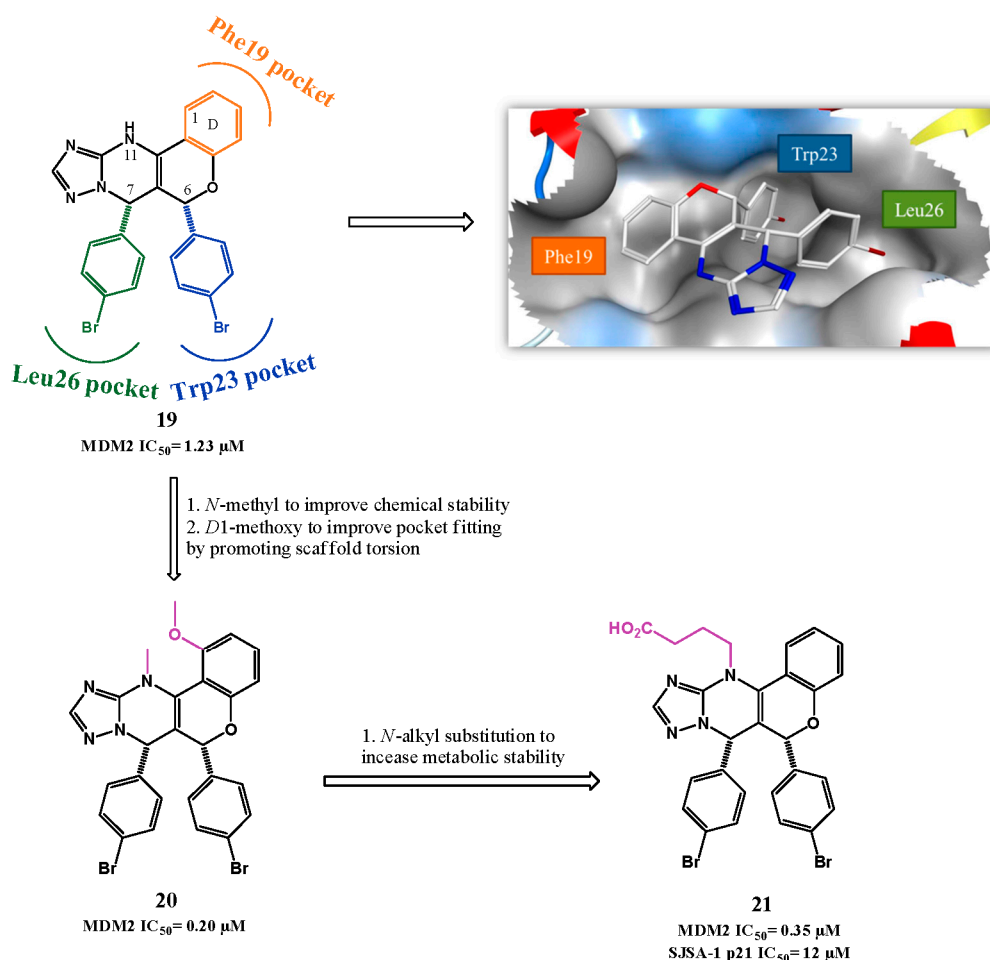 Phe19 pocket
1
D
H
N
N
11
N
N
7
6
O
Br
Br
Leu26 pocket
Trp23 pocket
19
MDM2 IC50= 1.23 µM
Trp23
Leu26
Phe19
1. N-methyl to improve chemical stability
2. D1-methoxy to improve pocket fitting
by promoting scaffold torsion
O
N
N
N
N
O
Br
Br
20
MDM2 IC50= 0.20 µM
1. N-alkyl substitution to
incease metabolic stability
HO2C
N
N
N
N
O
Br
Br
21
MDM2 IC50= 0.35 µM
SJSA-1 p21 IC50= 12 µM